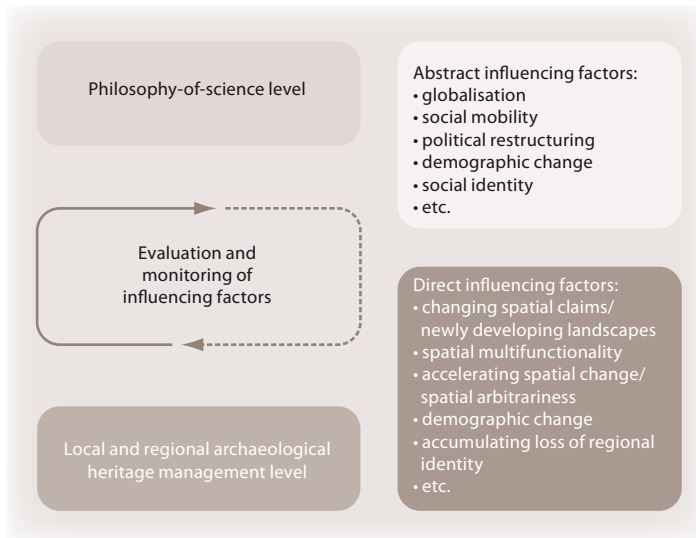 Philosophy-of-science level
Evaluation and
monitoring of
influencing factors
Local and regional archaeological
heritage management level
Abstract influencing factors:
• globalisation
• social mobility
• political restructuring
• demographic change
• social identity
• etc.
Direct influencing factors:
• changing spatial claims/
newly developing landscapes
• spatial multifunctionality
• accelerating spatial change/
spatial arbitrariness
• demographic change
• accumulating loss of regional
identity
• etc.